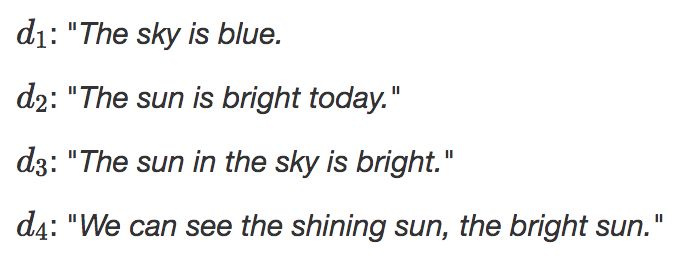 d₁: "The sky is blue.
d₂: "The sun is bright today."
d₃: "The sun in the sky is bright."
d₄: "We can see the shining sun, the bright sun."